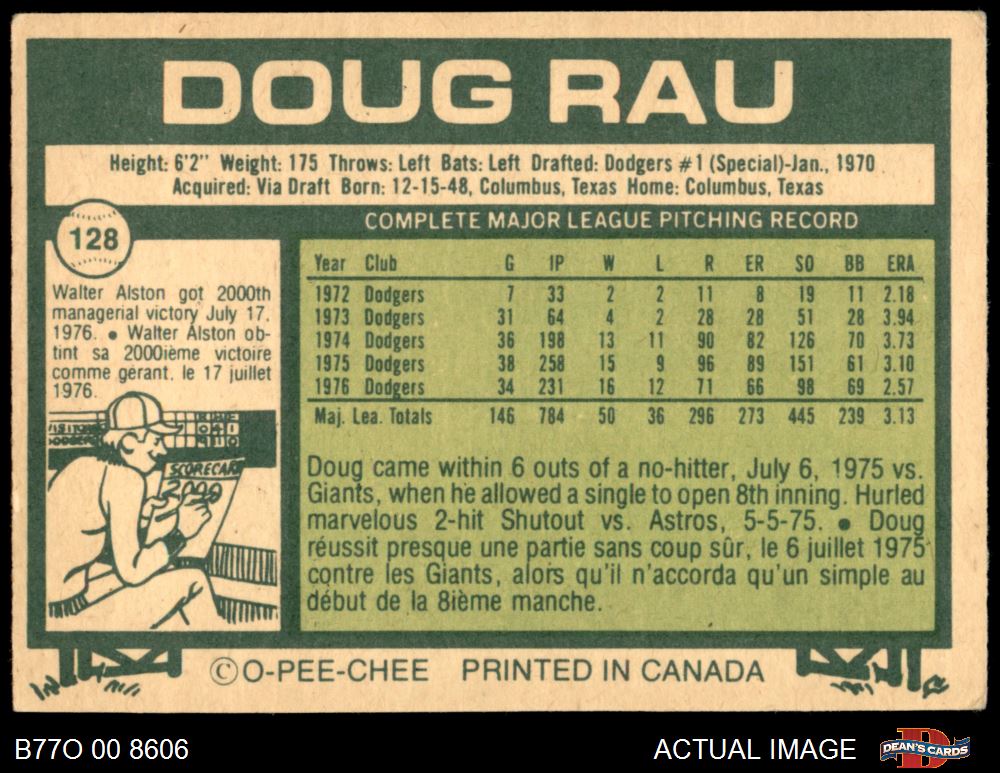 DOUG RAU
Height: 6'2" Weight: 175 Throws: Left Bats: Left Drafted: Dodgers #1 (Special)-Jan., 1970
Acquired: Via Draft Born: 12-15-48, Columbus, Texas Home: Columbus, Texas
128
Walter Alston got 2000th
managerial victory July 17,
1976. ● Walter Alston ob-
tint sa 2000ième victoire
comme gérant, le 17 juillet
1976.
VISITORS
DODGERS
SCORECARD
2000
COMPLETE MAJOR LEAGUE PITCHING RECORD
Year Club G IP W L R ER SO BB ERA
1972 Dodgers 7 33 2 2 11 8 19 11 2.18
1973 Dodgers 31 64 4 2 28 28 51 28 3.94
1974 Dodgers 36 198 13 11 90 82 126 70 3.73
1975 Dodgers 38 258 15 9 96 89 151 61 3.10
1976 Dodgers 34 231 16 12 71 66 98 69 2.57
Maj. Lea. Totals 146 784 50 36 296 273 445 239 3.13
Doug came within 6 outs of a no-hitter, July 6, 1975 vs.
Giants, when he allowed a single to open 8th inning. Hurled
marvelous 2-hit Shutout vs. Astros, 5-5-75. ● Doug
réussit presque une partie sans coup sûr, le 6 juillet 1975
contre les Giants, alors qu'il n'accorda qu'un simple au
début de la 8ième manche.
© O-PEE-CHEE PRINTED IN CANADA
B77O 00 8606
ACTUAL IMAGE
DEAN'S CARDS